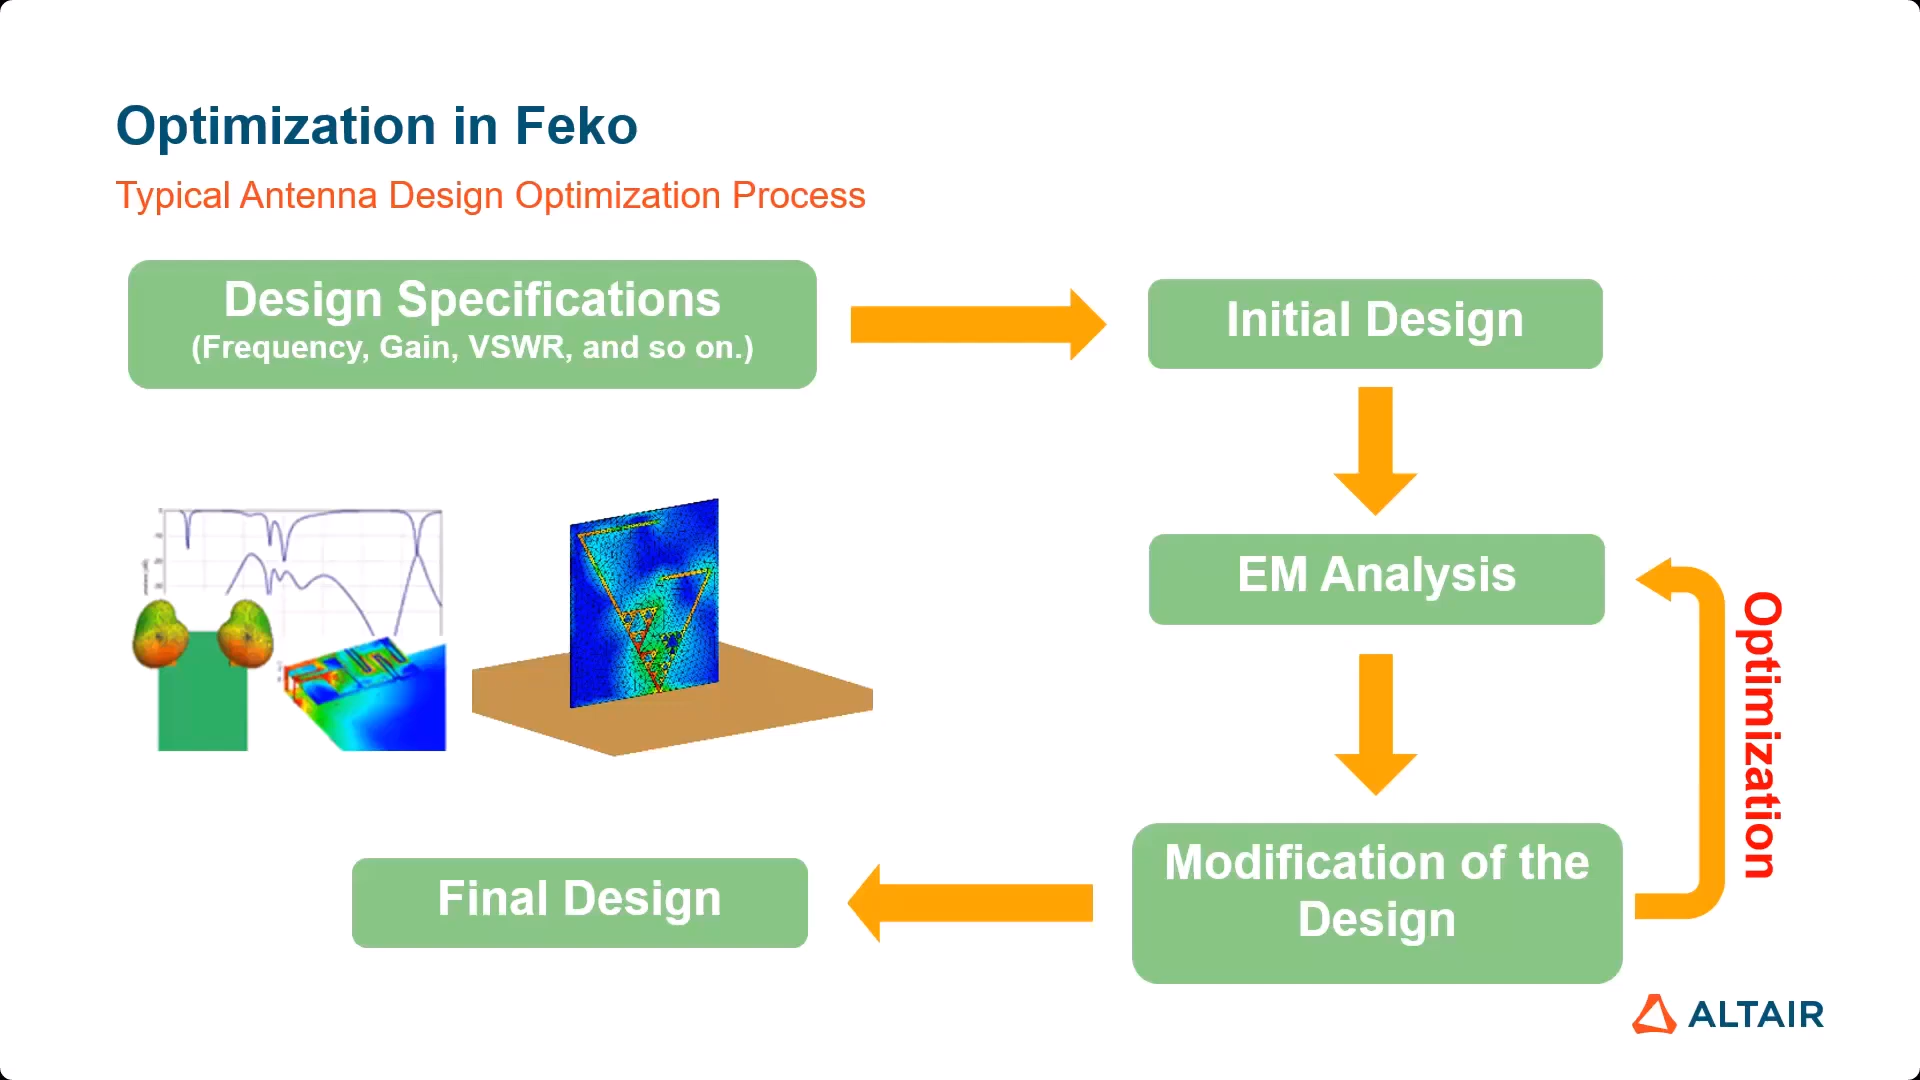 Optimization in Feko
Typical Antenna Design Optimization Process
Design Specifications
(Frequency, Gain, VSWR, and so on.)
Initial Design
EM Analysis
Optimization
Modification of the
Design
Final Design
ALTAIR